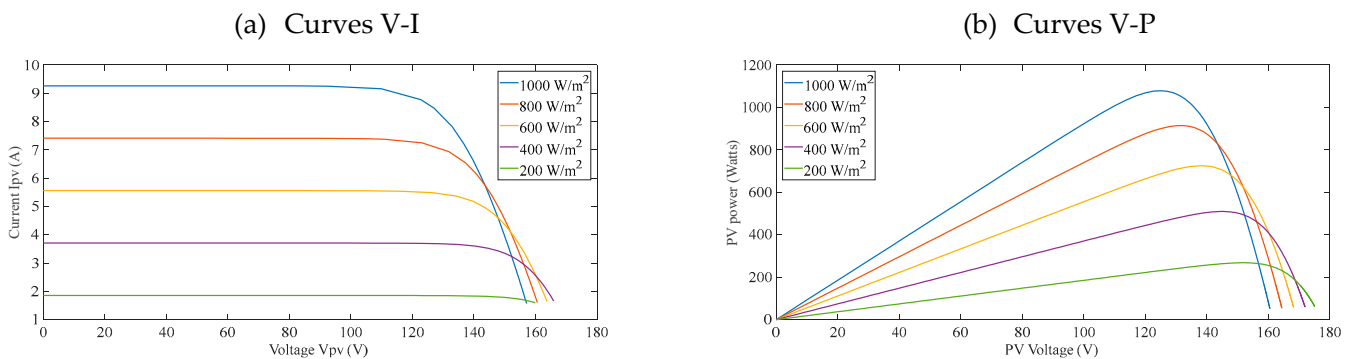 (a) Curves V-I
10
9
8
7
6
5
4
3
2
1
0
20
40
60
80
100
120
140
160
180
Current Ipv (A)
Voltage Vpv (V)
1000 W/m²
800 W/m²
600 W/m²
400 W/m²
200 W/m²
(b) Curves V-P
1200
1000
800
600
400
200
0
0
20
40
60
80
100
120
140
160
180
PV power (Watts)
PV Voltage (V)
1000 W/m²
800 W/m²
600 W/m²
400 W/m²
200 W/m²